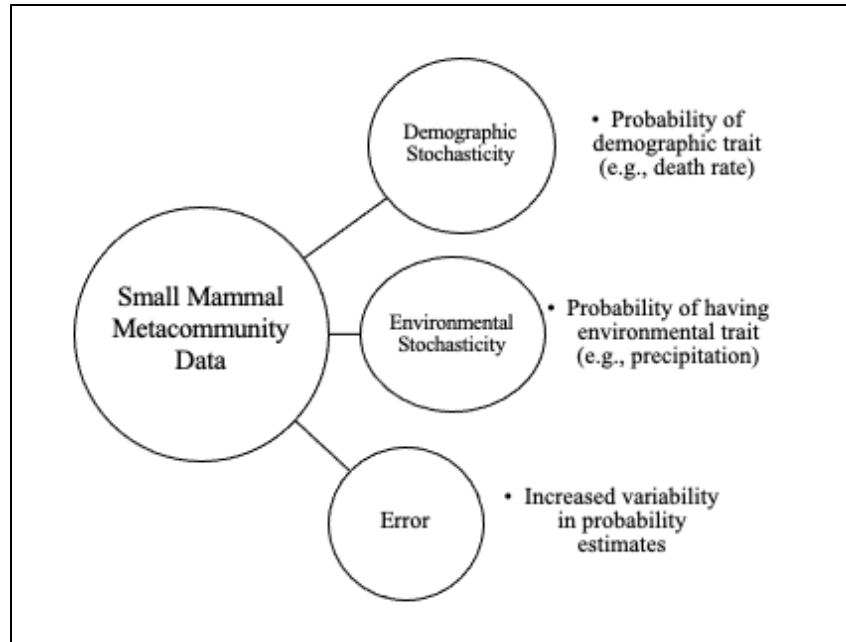 Demographic
Stochasticity
• Probability of
demographic trait
(e.g., death rate)
Small Mammal
Metacommunity
Data
Environmental
Stochasticity
• Probability of having
environmental trait
(e.g., precipitation)
Error
• Increased variability
in probability
estimates